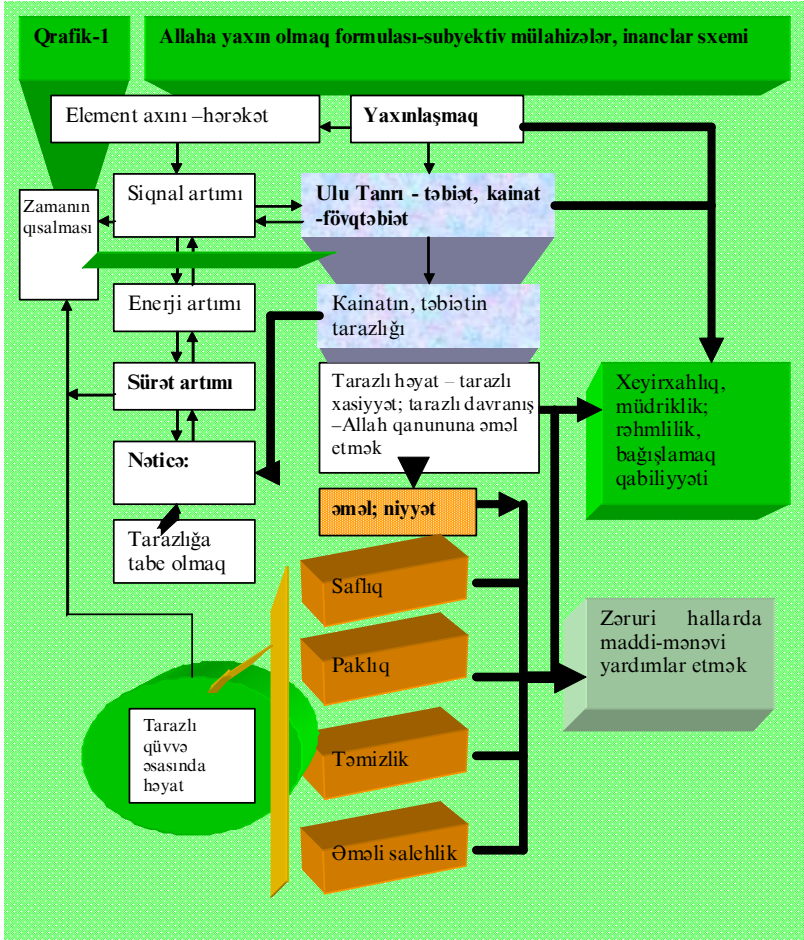 Qrafik-1
Allaha yaxın olmaq formulası-subyektiv mülahizələr, inanclar sxemi
Element axını –hərəkət
Yaxınlaşmaq
Zamanın
qısalması
Siqnal artımı
Ulu Tanrı - təbiət, kainat
-fövqtəbiət
Enerji artımı
Kainatın, təbiətin
tarazlığı
Sürət artımı
Tarazlı həyat – tarazlı
xasiyyət; tarazlı davranış
–Allah qanununa əməl
etmək
Xeyirxahlıq,
müdriklik;
rəhmlilik,
bağışlamaq
qabiliyyəti
Nəticə:
əməl; niyyət
Tarazlığa
tabe olmaq
Saflıq
Zəruri hallarda
maddi-mənəvi
yardımlar etmək
Paklıq
Tarazlı
qüvvə
əsasında
həyat
Təmizlik
Əməli salehlik